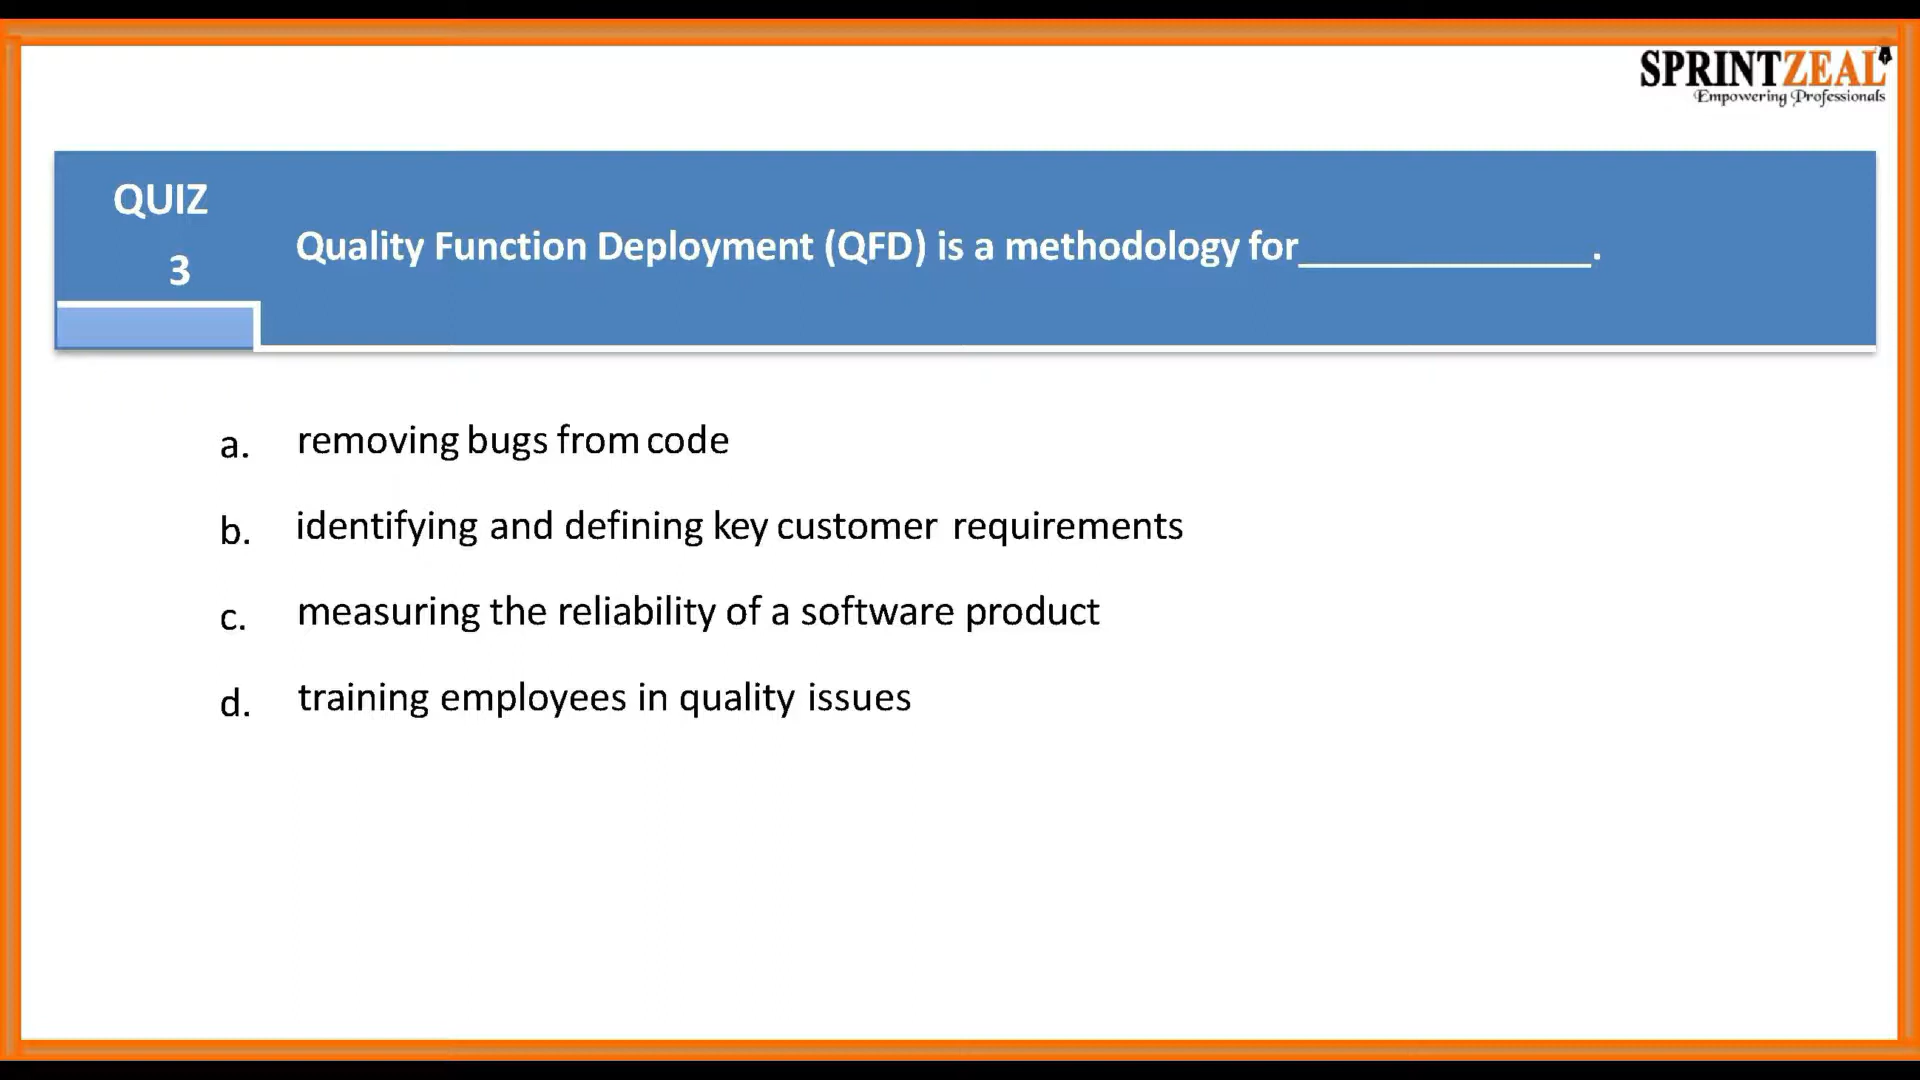 SPRINTZEAL
Empowering Professionals
QUIZ
3
Quality Function Deployment (QFD) is a methodology for______________.
a. removing bugs from code
b. identifying and defining key customer requirements
c. measuring the reliability of a software product
d. training employees in quality issues